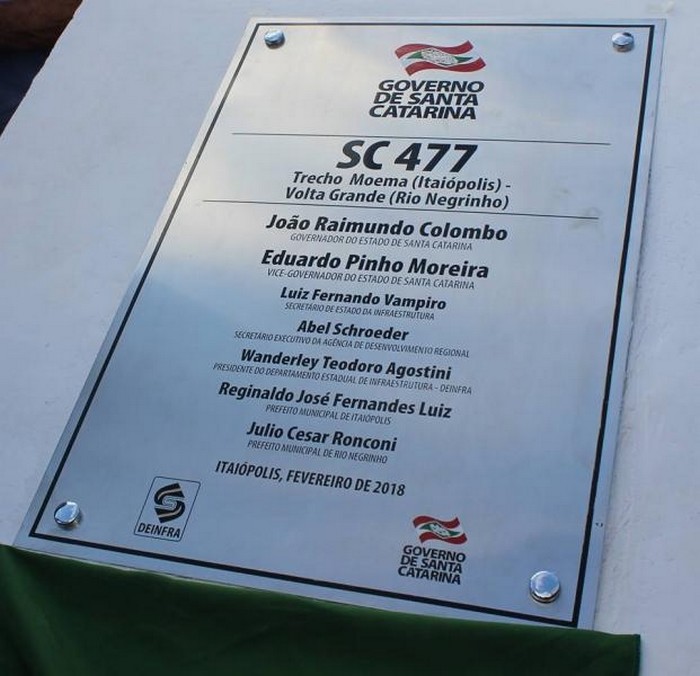 GOVERNO
DE SANTA
CATARINA
SC 477
Trecho Moema (Itaiópolis) -
Volta Grande (Rio Negrinho)
João Raimundo Colombo
GOVERNADOR DO ESTADO DE SANTA CATARINA
Eduardo Pinho Moreira
VICE-GOVERNADOR DO ESTADO DE SANTA CATARINA
Luiz Fernando Vampiro
SECRETÁRIO DE ESTADO DA INFRAESTRUTURA
Abel Schroeder
SECRETÁRIO EXECUTIVO DA AGÊNCIA DE DESENVOLVIMENTO REGIONAL
Wanderley Teodoro Agostini
PRESIDENTE DO DEPARTAMENTO ESTADUAL DE INFRAESTRUTURA - DEINFRA
Reginaldo José Fernandes Luiz
PREFEITO MUNICIPAL DE ITAIÓPOLIS
Julio Cesar Ronconi
PREFEITO MUNICIPAL DE RIO NEGRINHO
ITAIÓPOLIS, FEVEREIRO DE 2018
DEINFRA
GOVERNO
DE SANTA
CATARINA